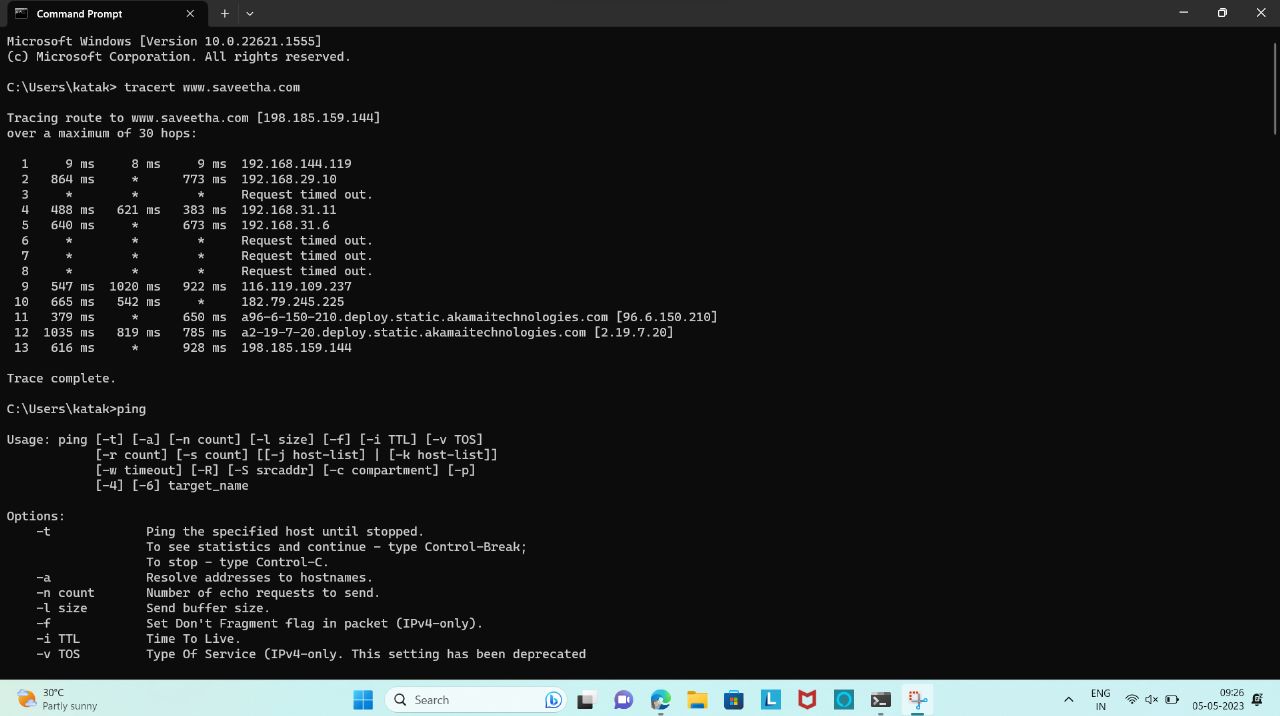 Command Prompt
Microsoft Windows [Version 10.0.22621.1555]
(c) Microsoft Corporation. All rights reserved.
C:\Users\katak> tracert www.saveetha.com
Tracing route to www.saveetha.com [198.185.159.144]
over a maximum of 30 hops:
1 9 ms 8 ms 9 ms 192.168.144.119
2 864 ms * 773 ms 192.168.29.10
3 * * * Request timed out.
4 488 ms 621 ms 383 ms 192.168.31.11
5 640 ms * 673 ms 192.168.31.6
6 * * * Request timed out.
7 * * * Request timed out.
8 * * * Request timed out.
9 547 ms 1020 ms 922 ms 116.119.109.237
10 665 ms 542 ms * 182.79.245.225
11 379 ms * 650 ms a96-6-150-210.deploy.static.akamaitechnologies.com [96.6.150.210]
12 1035 ms 819 ms 785 ms a2-19-7-20.deploy.static.akamaitechnologies.com [2.19.7.20]
13 616 ms * 928 ms 198.185.159.144
Trace complete.
C:\Users\katak>ping
Usage: ping [-t] [-a] [-n count] [-l size] [-f] [-i TTL] [-v TOS]
[-r count] [-s count] [[-j host-list] | [-k host-list]]
[-w timeout] [-R] [-S srcaddr] [-c compartment] [-p]
[-4] [-6] target_name
Options:
-t Ping the specified host until stopped.
To see statistics and continue - type Control-Break;
To stop - type Control-C.
-a Resolve addresses to hostnames.
-n count Number of echo requests to send.
-l size Send buffer size.
-f Set Don't Fragment flag in packet (IPv4-only).
-i TTL Time To Live.
-v TOS Type Of Service (IPv4-only. This setting has been deprecated
30°C
Partly sunny
Search
L
ENG
IN
09:26
05-05-2023